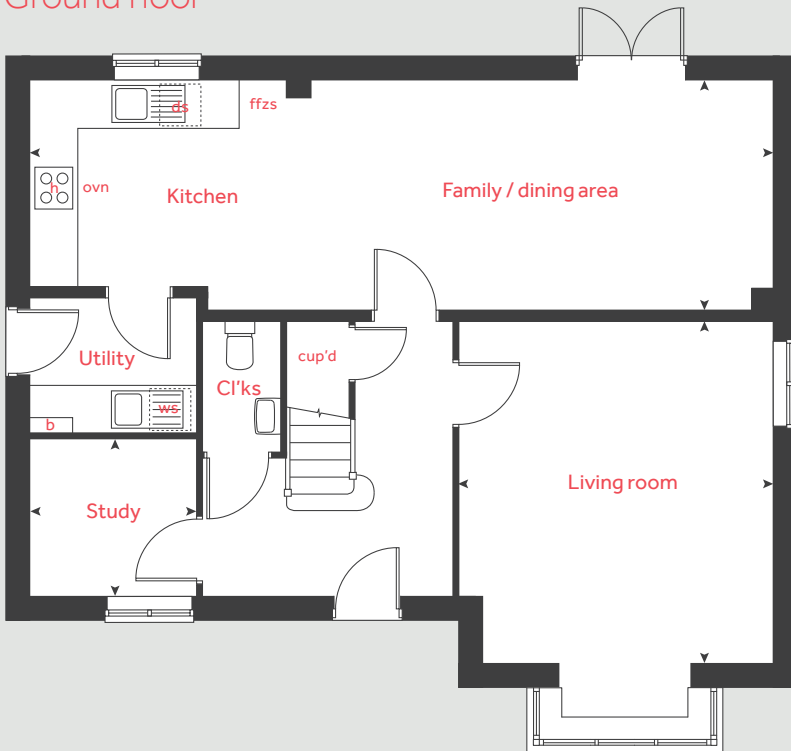 Ground floor
ds
ffzs
h
ovn
Kitchen
Family / dining area
Utility
cup'd
Cl'ks
ws
b
Study
Living room